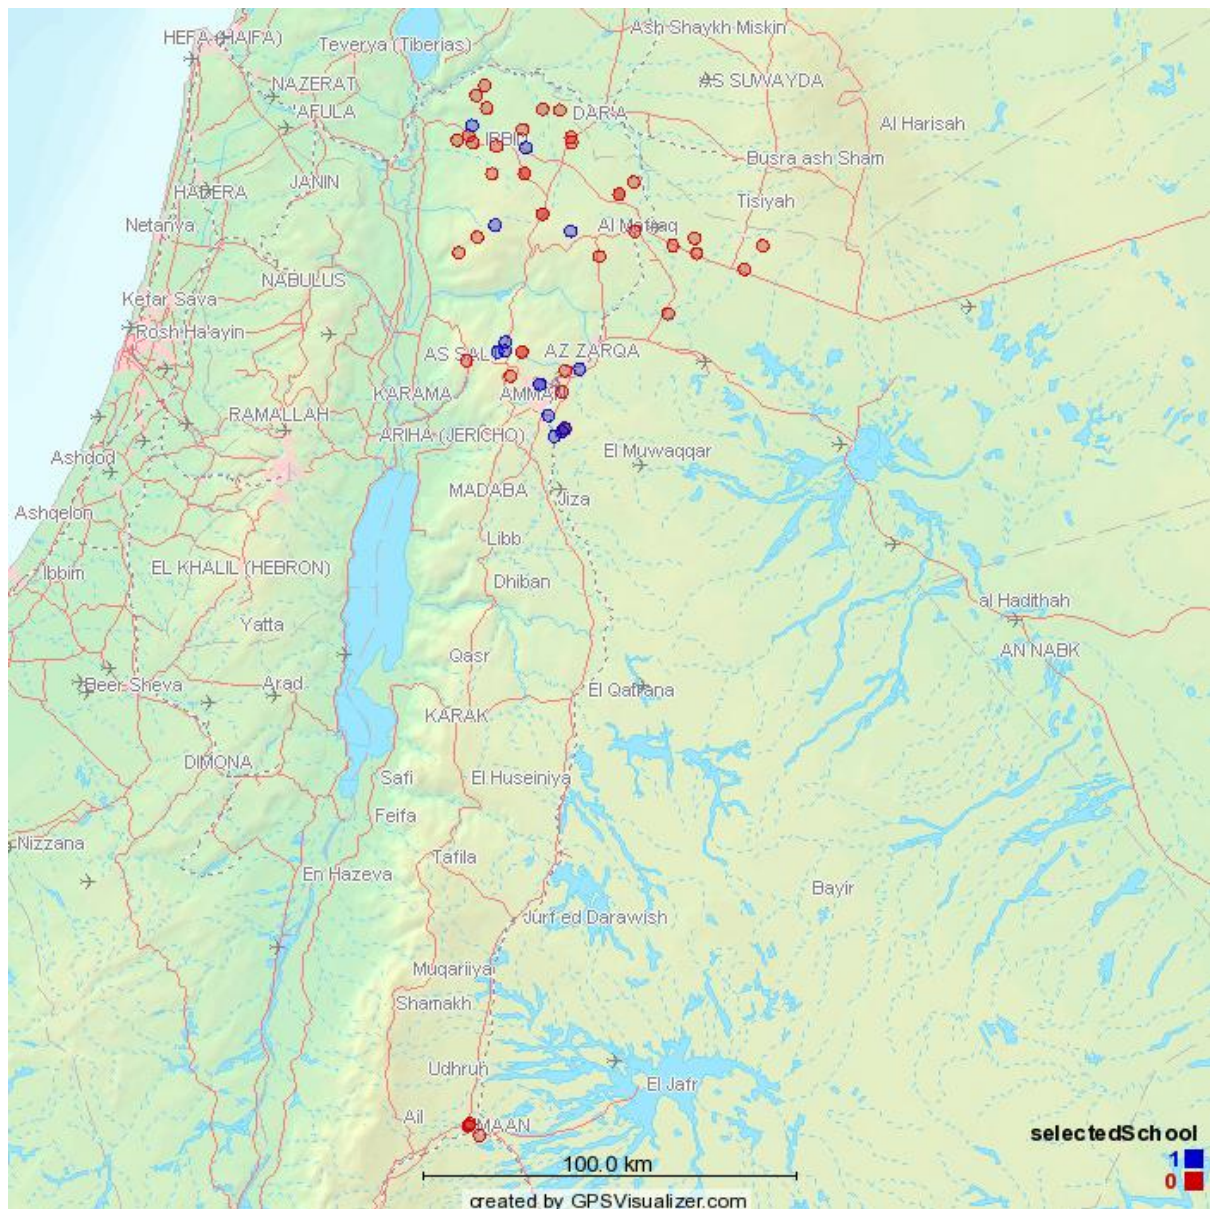 HEFA (HAIFA)
Teverya (Tiberias)
Ash Shaykh Miskin
NAZERAT
AS SUWAYDA
'AFULA
DAR'A
Al Harisah
IRBID
Busra ash Sham
JANIN
HADERA
Tisiyah
Netanya
Al Mafraq
NABULUS
Kefar Sava
Rosh Ha'ayin
AS SALT
AZ ZARQA
KARAMA
AMMAN
RAMALLAH
ARIHA (JERICHO)
Ashdod
El Muwaqqar
MADABA
Jiza
Ashqelon
Libb
Ibbim
EL KHALIL (HEBRON)
Dhiban
al Hadithah
Yatta
Qasr
AN NABK
Beer Sheva
Arad
El Qatrana
KARAK
DIMONA
Safi
El Huseiniya
Feifa
Nizzana
Tafila
En Hazeva
Bayir
Jurf ed Darawish
Muqariiya
Shamakh
Udhruh
El Jafr
Ail
MAAN
selectedSchool
1
0
100.0 km
created by GPSVisualizer.com